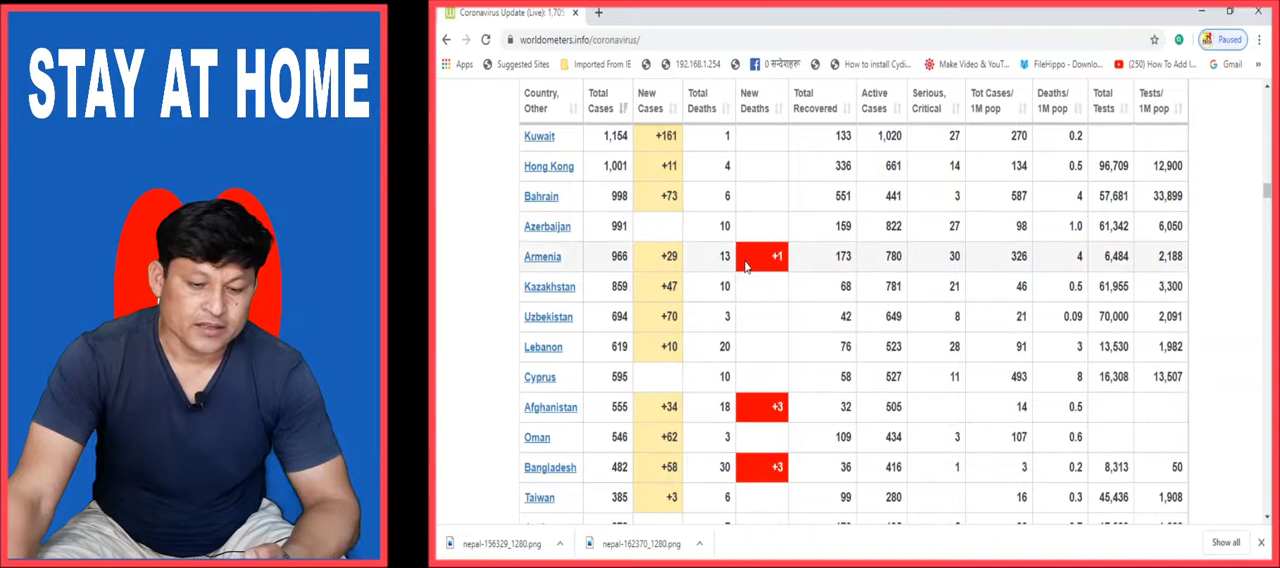 STAY AT HOME
Coronavirus Update (Live): 1,705
worldometers.info/coronavirus/
Paused
Apps Suggested Sites Imported From IE 192.168.1.254 0 सन्देशहरू How to install Cydi... Make Video & YouT... FileHippo - Downlo... (250) How To Add I... Gmail
Country, Other Total Cases New Cases Total Deaths New Deaths Total Recovered Active Cases Serious, Critical Tot Cases/ 1M pop Deaths/ 1M pop Total Tests Tests/ 1M pop
Kuwait 1,154 +161 1 133 1,020 27 270 0.2
Hong Kong 1,001 +11 4 336 661 14 134 0.5 96,709 12,900
Bahrain 998 +73 6 551 441 3 587 4 57,681 33,899
Azerbaijan 991 10 159 822 27 98 1.0 61,342 6,050
Armenia 966 +29 13 +1 173 780 30 326 4 6,484 2,188
Kazakhstan 859 +47 10 68 781 21 46 0.5 61,955 3,300
Uzbekistan 694 +70 3 42 649 8 21 0.09 70,000 2,091
Lebanon 619 +10 20 76 523 28 91 3 13,530 1,982
Cyprus 595 10 58 527 11 493 8 16,308 13,507
Afghanistan 555 +34 18 +3 32 505 14 0.5
Oman 546 +62 3 109 434 3 107 0.6
Bangladesh 482 +58 30 +3 36 416 1 3 0.2 8,313 50
Taiwan 385 +3 6 99 280 16 0.3 45,436 1,908
nepal-156329_1280.png nepal-162370_1280.png Show all